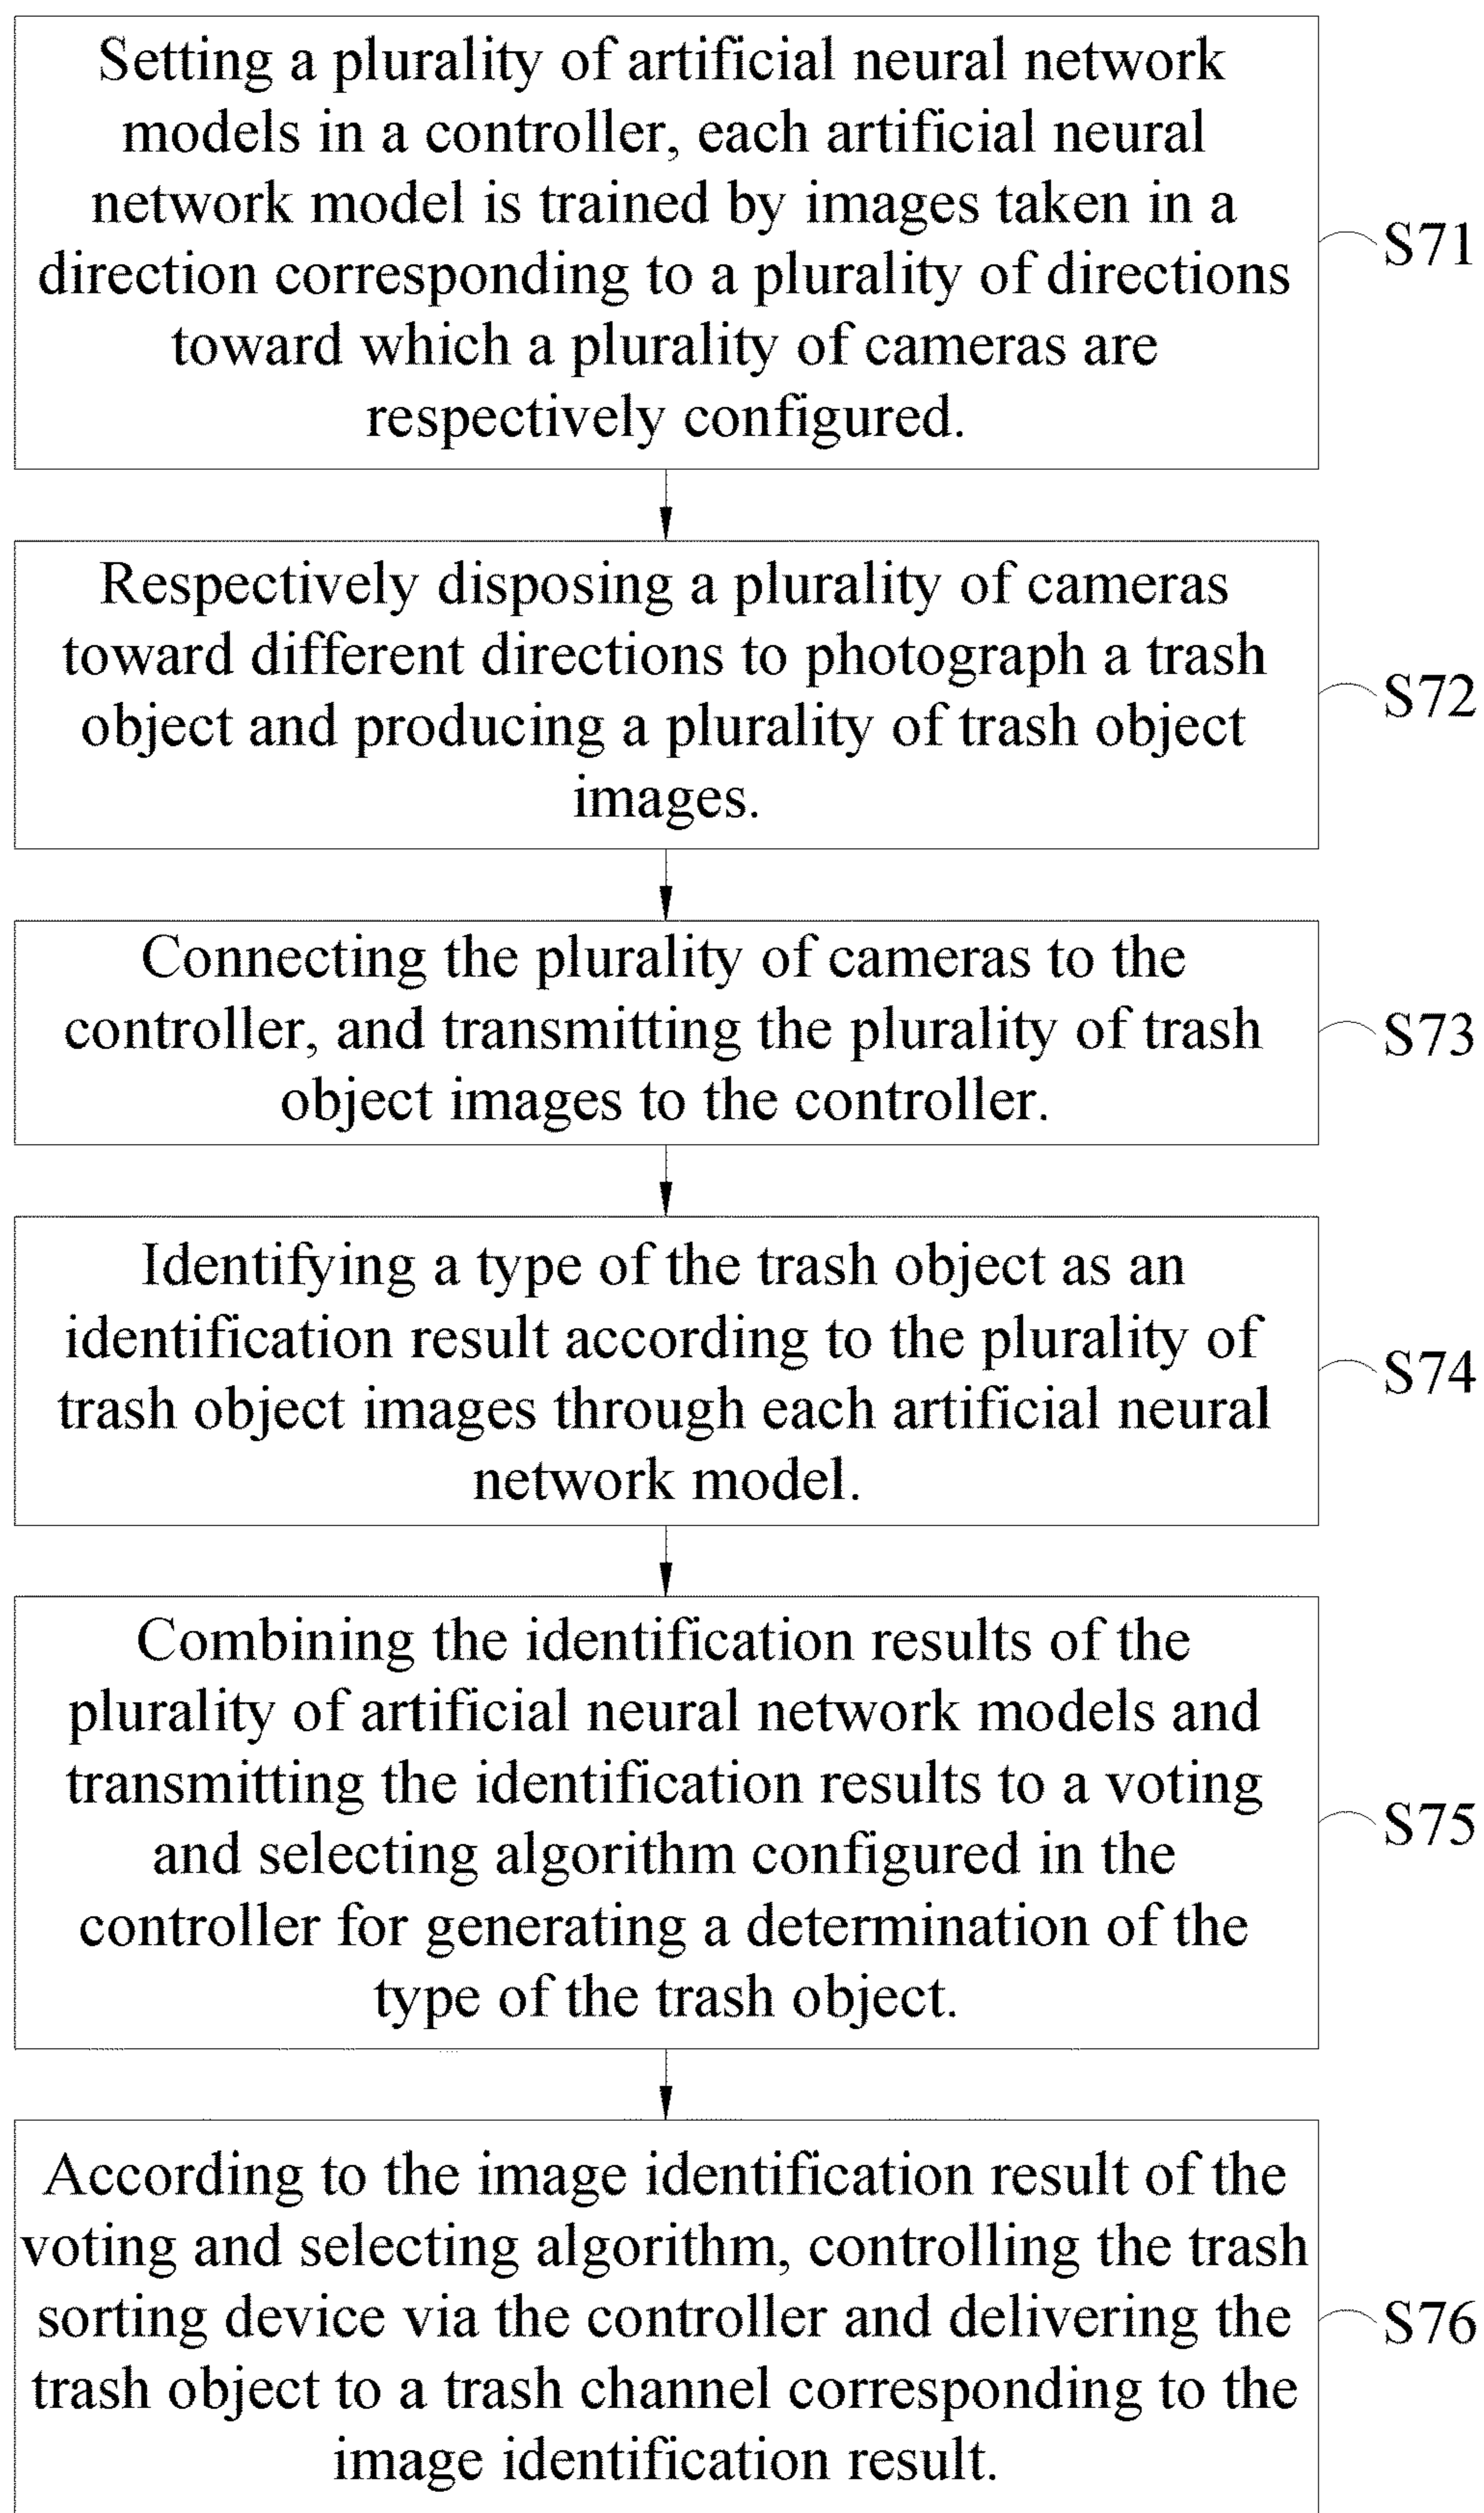 Setting a plurality of artificial neural network
models in a controller, each artificial neural
network model is trained by images taken in a
direction corresponding to a plurality of directions
toward which a plurality of cameras are
respectively configured.
S71
Respectively disposing a plurality of cameras
toward different directions to photograph a trash
object and producing a plurality of trash object
images.
S72
Connecting the plurality of cameras to the
controller, and transmitting the plurality of trash
object images to the controller.
S73
Identifying a type of the trash object as an
identification result according to the plurality of
trash object images through each artificial neural
network model.
S74
Combining the identification results of the
plurality of artificial neural network models and
transmitting the identification results to a voting
and selecting algorithm configured in the
controller for generating a determination of the
type of the trash object.
S75
According to the image identification result of the
voting and selecting algorithm, controlling the trash
sorting device via the controller and delivering the
trash object to a trash channel corresponding to the
image identification result.
S76